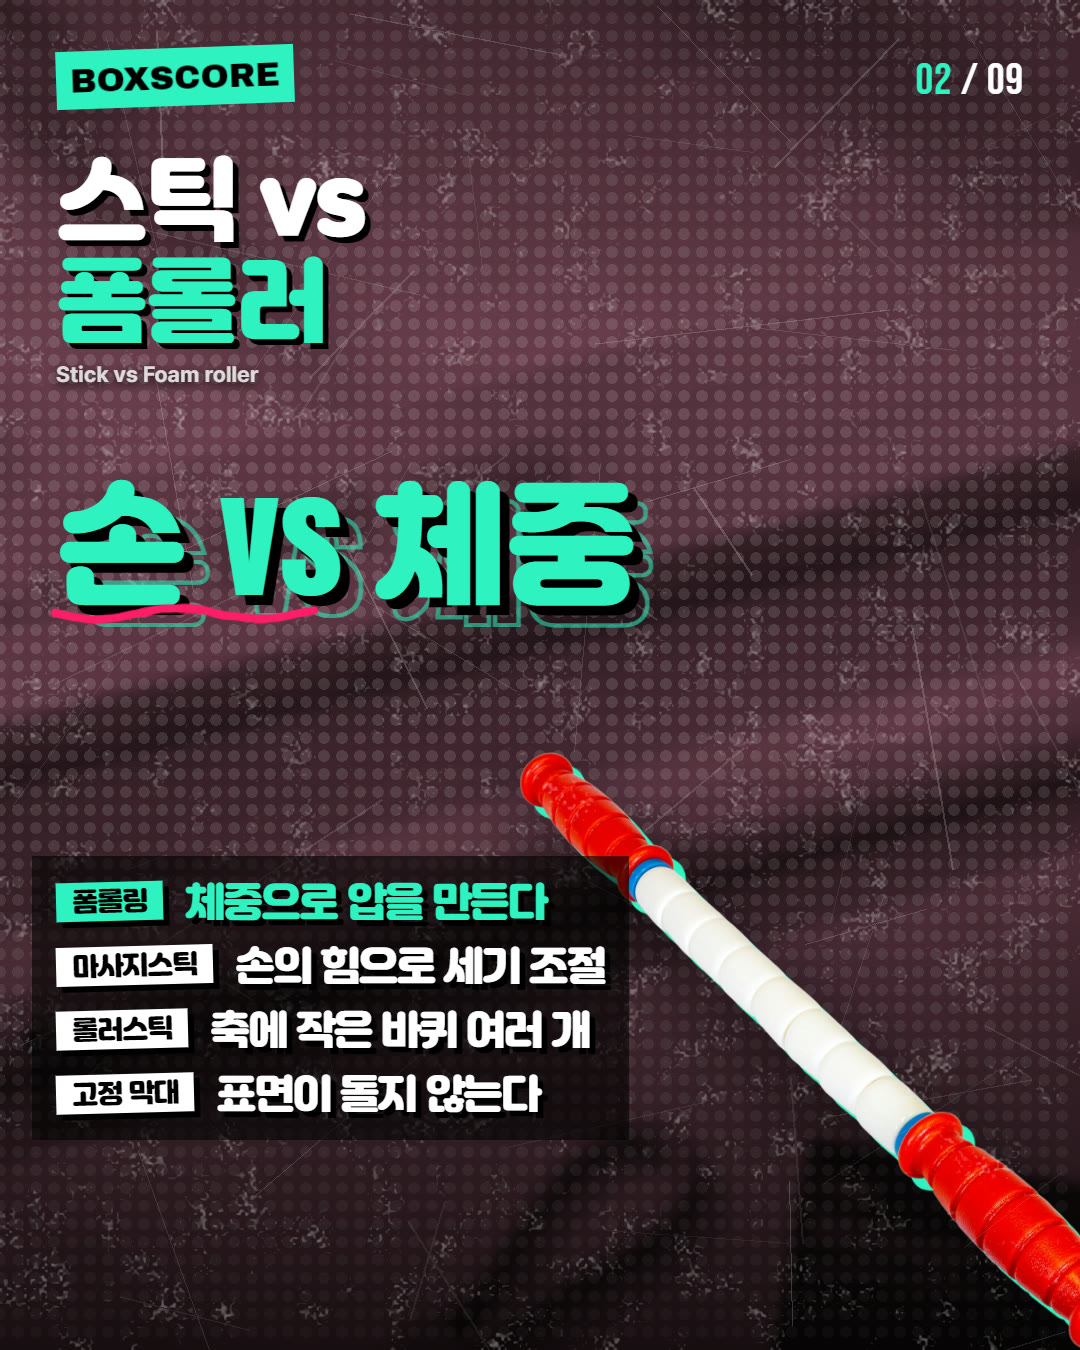 BOXSCORE
02 / 09
스틱 vs
폼롤러
Stick vs Foam roller
손 vs 체중
폼롤링 체중으로 압을 만든다
마사지스틱 손의 힘으로 세기 조절
롤러스틱 축에 작은 바퀴 여러 개
고정 막대 표면이 돌지 않는다